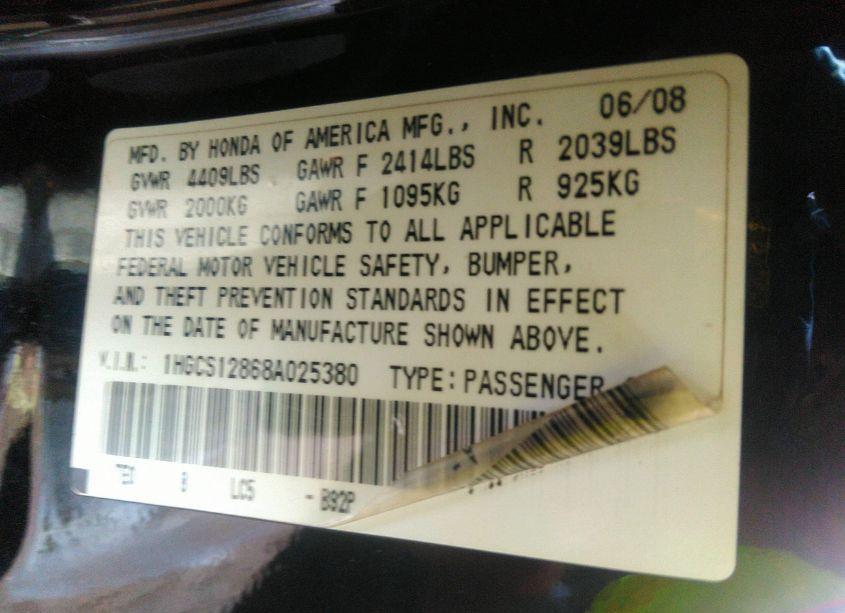 MFD. BY HONDA OF AMERICA MFG., INC. 06/08
GVWR 4409LBS GAWR F 2414LBS R 2039LBS
GVWR 2000KG GAWR F 1095KG R 925KG
THIS VEHICLE CONFORMS TO ALL APPLICABLE
FEDERAL MOTOR VEHICLE SAFETY, BUMPER,
AND THEFT PREVENTION STANDARDS IN EFFECT
ON THE DATE OF MANUFACTURE SHOWN ABOVE.
V.I.N.: 1HGCS12868A025380 TYPE: PASSENGER
LC5 - B92P